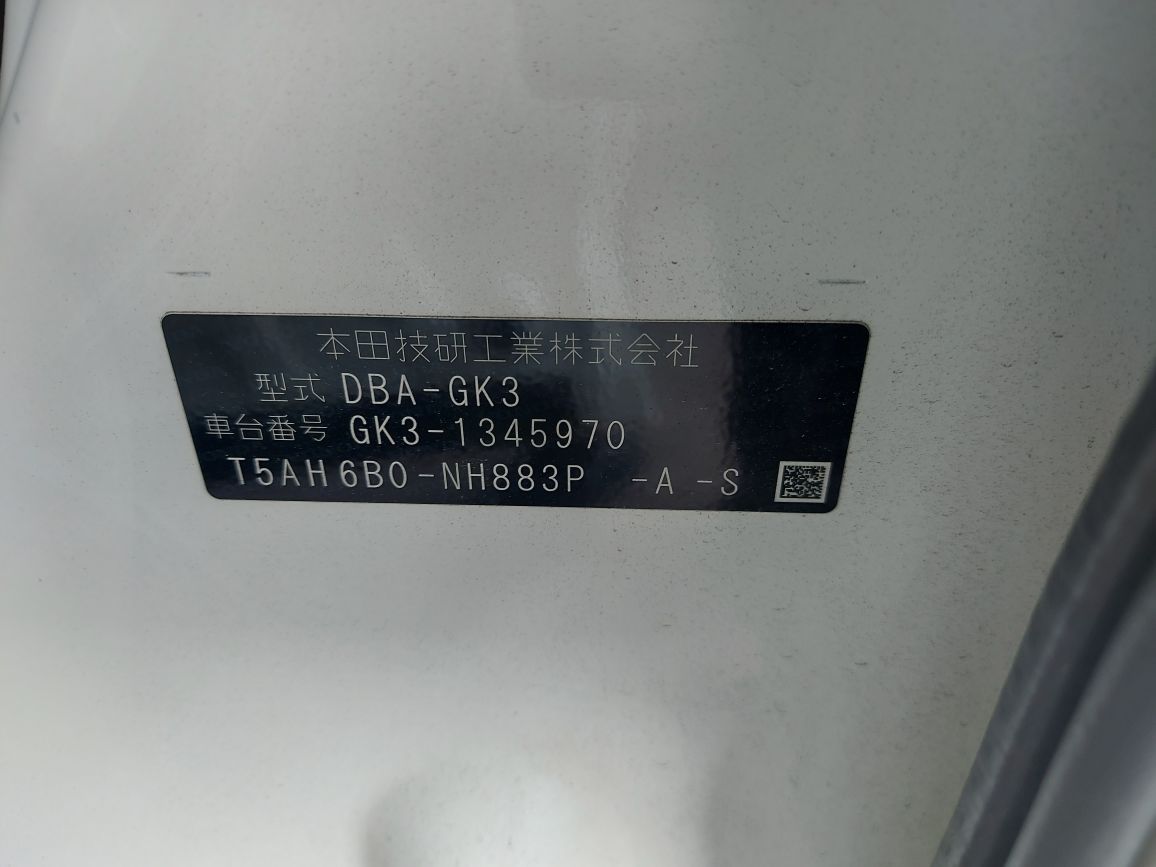 本田技研工業株式会社
型式 DBA-GK3
車台番号 GK3-1345970
T5AH6B0-NH883P -A -S